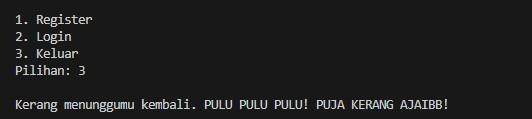 1. Register
2. Login
3. Keluar
Pilihan: 3
Kerang menunggumu kembali. PULU PULU PULU! PUJA KERANG AJAIBB!